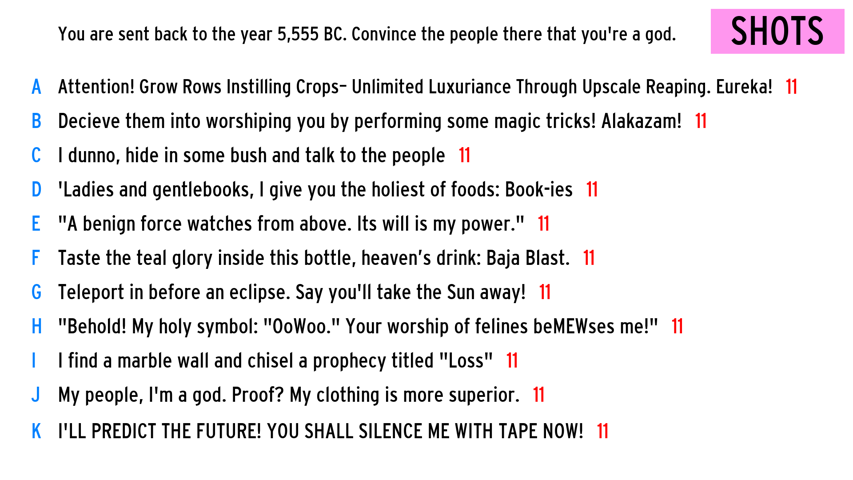 You are sent back to the year 5,555 BC. Convince the people there that you're a god.
SHOTS
A Attention! Grow Rows Instilling Crops– Unlimited Luxuriance Through Upscale Reaping. Eureka! 11
B Decieve them into worshiping you by performing some magic tricks! Alakazam! 11
C I dunno, hide in some bush and talk to the people 11
D 'Ladies and gentlebooks, I give you the holiest of foods: Book-ies 11
E "A benign force watches from above. Its will is my power." 11
F Taste the teal glory inside this bottle, heaven’s drink: Baja Blast. 11
G Teleport in before an eclipse. Say you'll take the Sun away! 11
H "Behold! My holy symbol: "OoWoo." Your worship of felines beMEWses me!" 11
I I find a marble wall and chisel a prophecy titled "Loss" 11
J My people, I'm a god. Proof? My clothing is more superior. 11
K I'LL PREDICT THE FUTURE! YOU SHALL SILENCE ME WITH TAPE NOW! 11